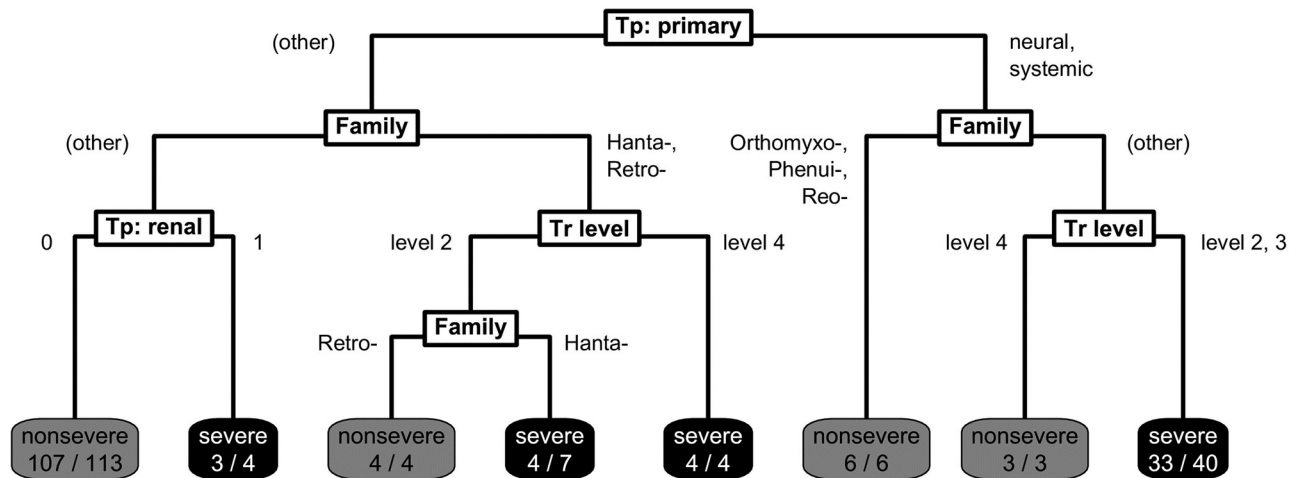 Tp: primary
(other)
neural,
systemic
Family
Family
(other)
Hanta-,
Retro-
Orthomyxo-,
Phenui-,
Reo-
(other)
Tp: renal
Tr level
Tr level
0
1
level 2
level 4
level 4
level 2, 3
Family
Retro-
Hanta-
nonsevere
107 / 113
severe
3 / 4
nonsevere
4 / 4
severe
4 / 7
severe
4 / 4
nonsevere
6 / 6
nonsevere
3 / 3
severe
33 / 40